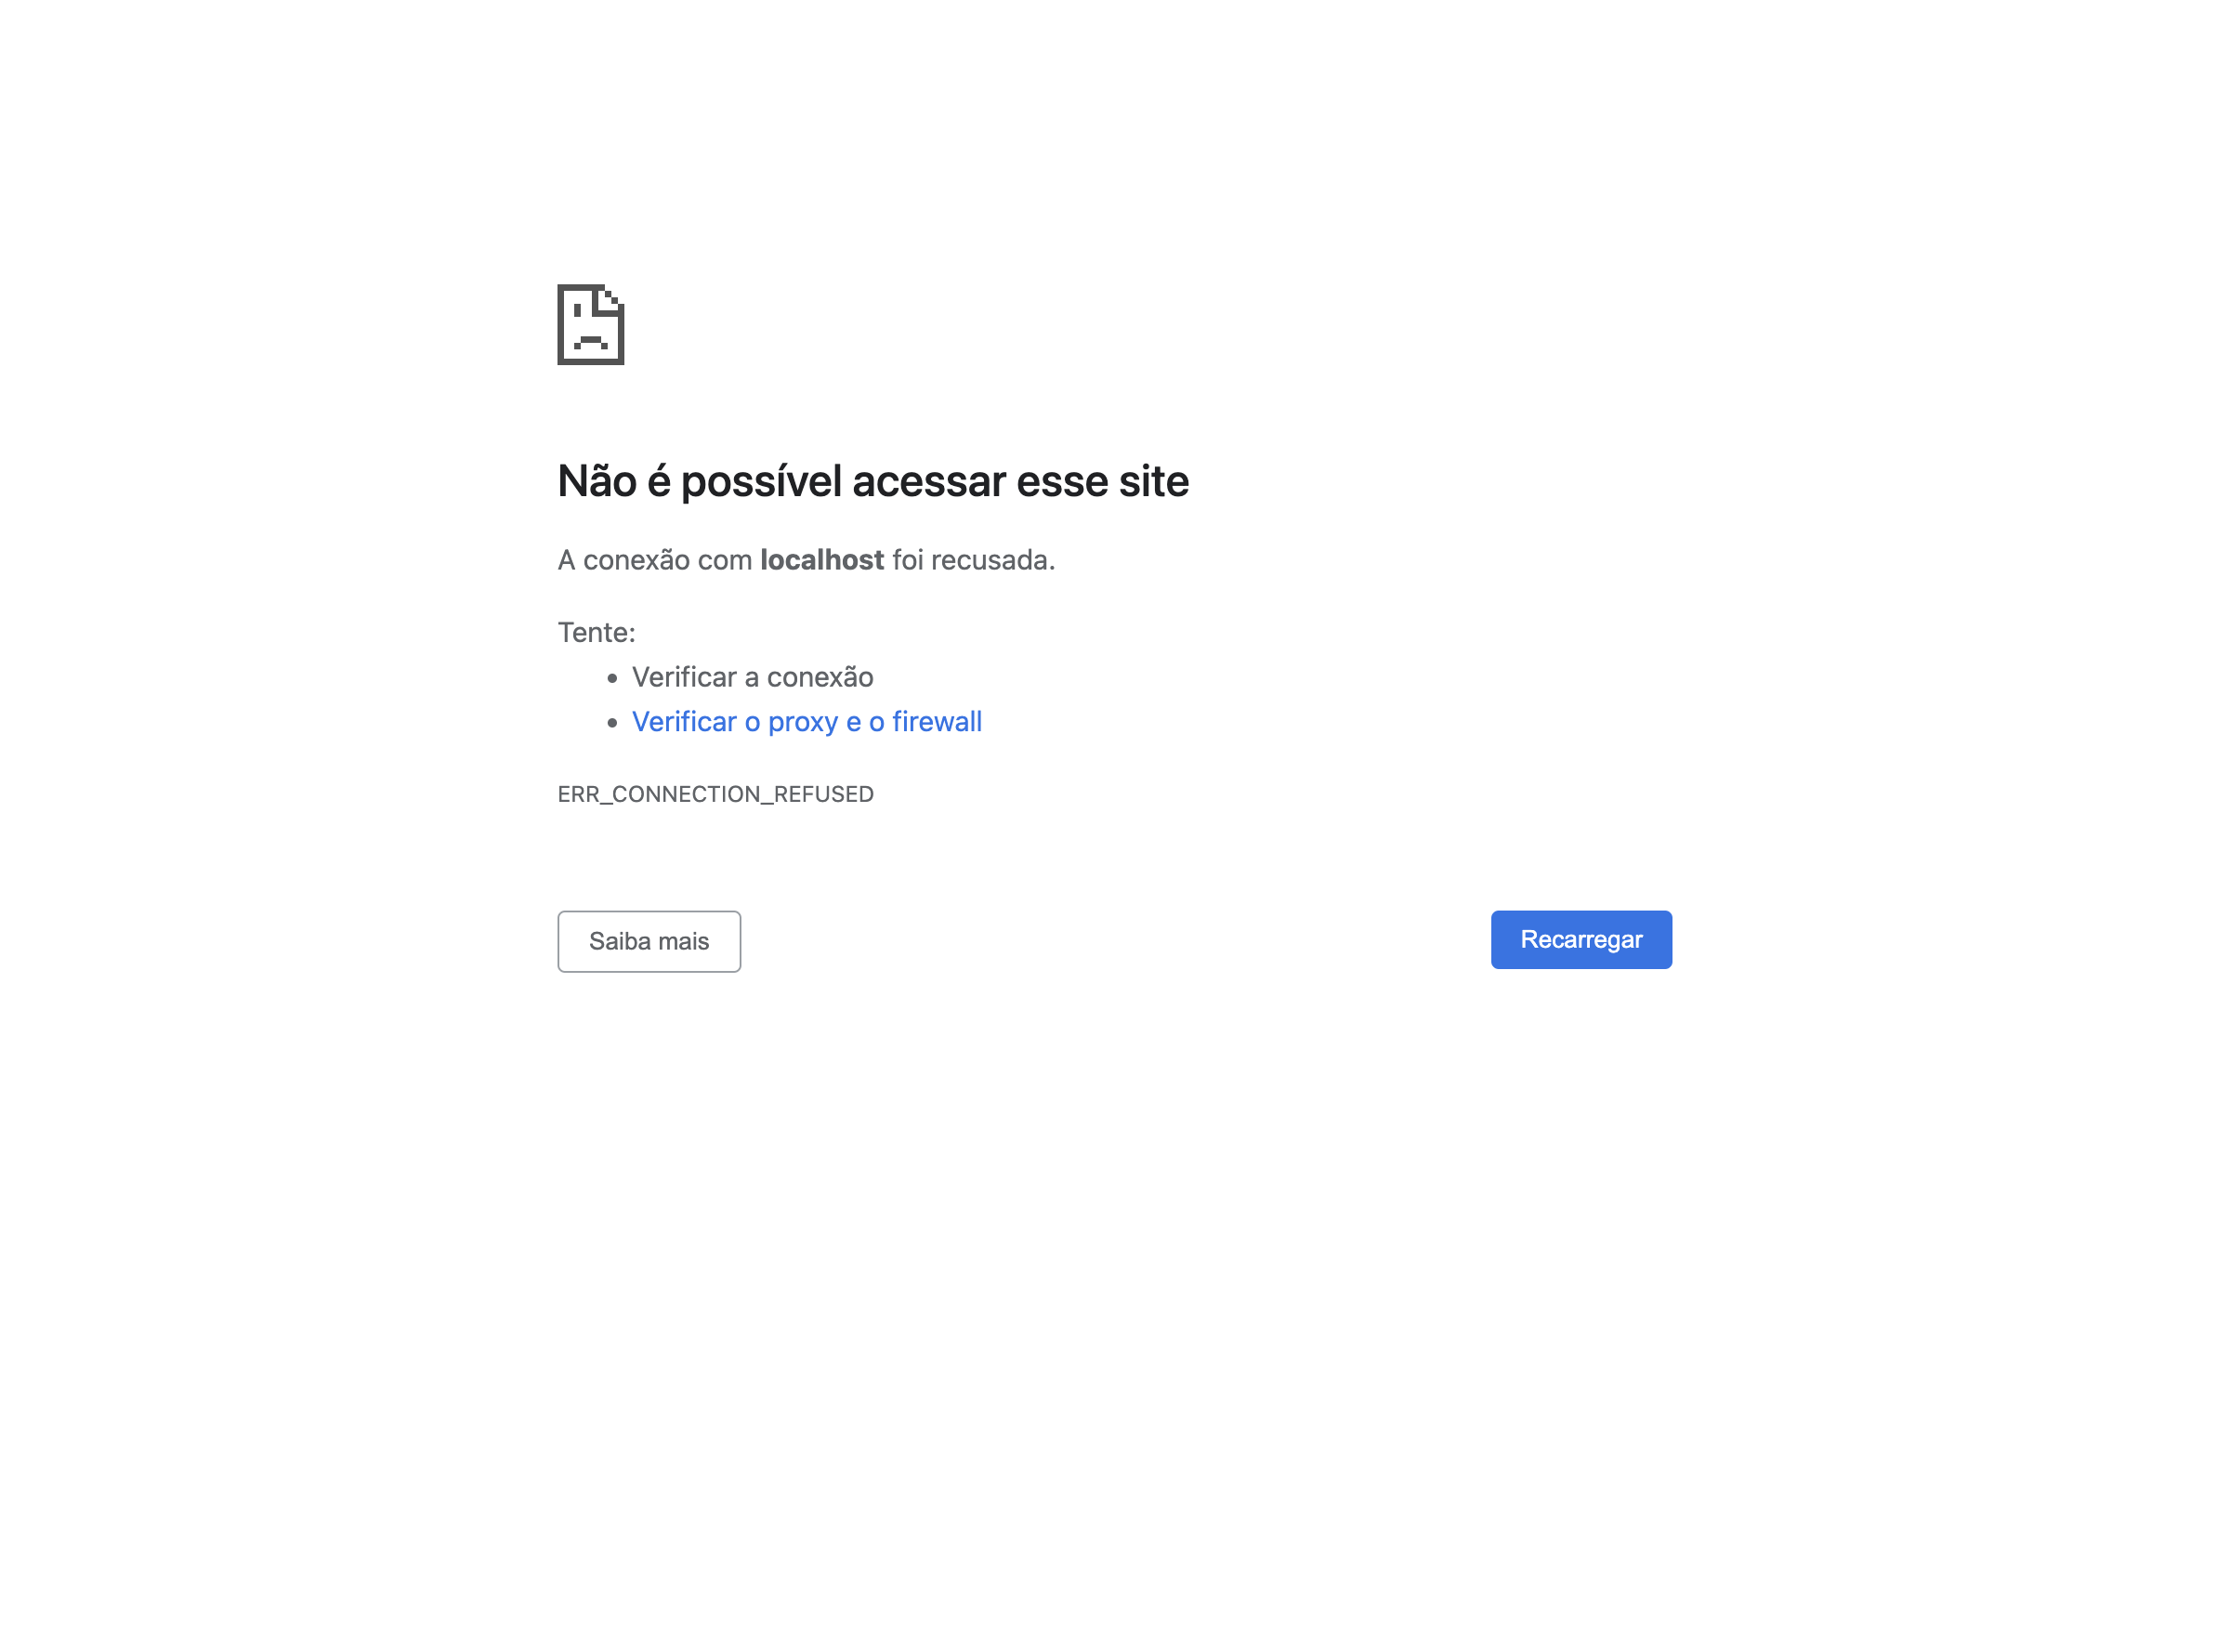 Não é possível acessar esse site
A conexão com localhost foi recusada.
Tente:
• Verificar a conexão
• Verificar o proxy e o firewall
ERR_CONNECTION_REFUSED
Saiba mais
Recarregar